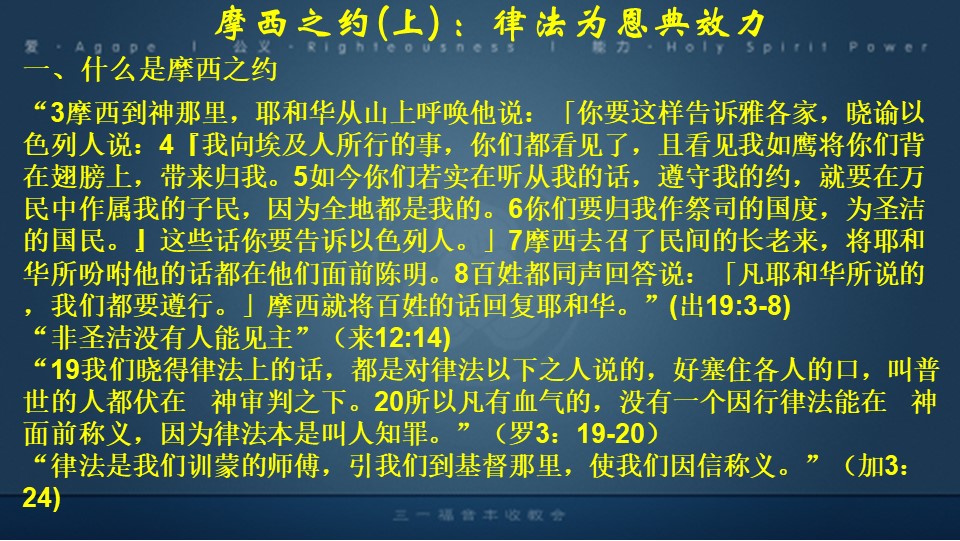 摩西之约(上)：律法为恩典效力
爱·Agape | 公义·Righteousness | 能力·Holy Spirit Power
一、什么是摩西之约
“3摩西到神那里，耶和华从山上呼唤他说：「你要这样告诉雅各家，晓谕以
色列人说：4『我向埃及人所行的事，你们都看见了，且看见我如鹰将你们背
在翅膀上，带来归我。5如今你们若实在听从我的话，遵守我的约，就要在万
民中作属我的子民，因为全地都是我的。6你们要归我作祭司的国度，为圣洁
的国民。』这些话你要告诉以色列人。」7摩西去召了民间的长老来，将耶和
华所吩咐他的话都在他们面前陈明。8百姓都同声回答说：「凡耶和华所说的
，我们都要遵行。」摩西就将百姓的话回复耶和华。”(出19:3-8)
“非圣洁没有人能见主”（来12:14)
“19我们晓得律法上的话，都是对律法以下之人说的，好塞住各人的口，叫普
世的人都伏在　神审判之下。20所以凡有血气的，没有一个因行律法能在　神
面前称义，因为律法本是叫人知罪。”（罗3：19-20）
“律法是我们训蒙的师傅，引我们到基督那里，使我们因信称义。”（加3：
24)
三一福音丰收教会